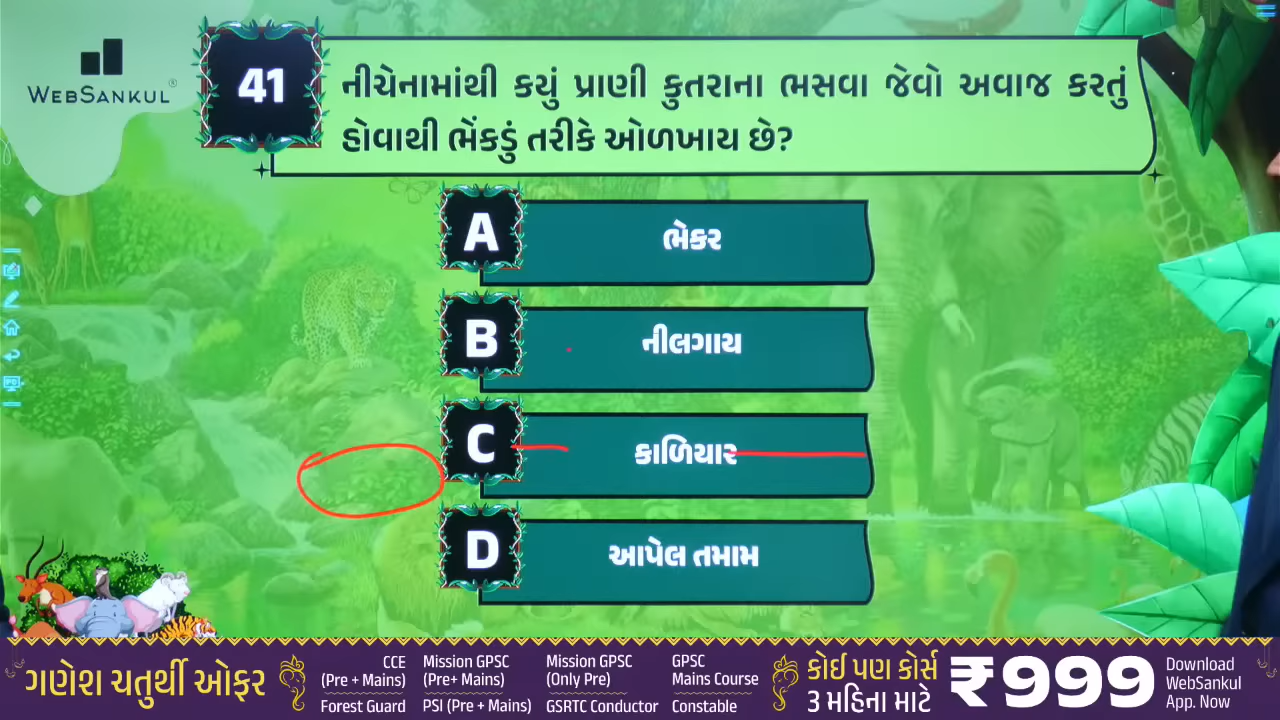 WEBSANKUL®
41
નીચેનામાંથી કયું પ્રાણી કુતરાના ભસવા જેવો અવાજ કરતું
હોવાથી ભેંકડું તરીકે ઓળખાય છે?
A
ભેકર
B
નીલગાય
C
કાળિયાર
D
આપેલ તમામ
ગણેશ ચતુર્થી ઓફર
CCE
(Pre + Mains)
Forest Guard
Mission GPSC
(Pre+ Mains)
PSI (Pre + Mains)
Mission GPSC
(Only Pre)
GSRTC Conductor
GPSC
Mains Course
Constable
કોઈ પણ કોર્સ
3 મહિના માટે
₹999
Download
WebSankul
App. Now